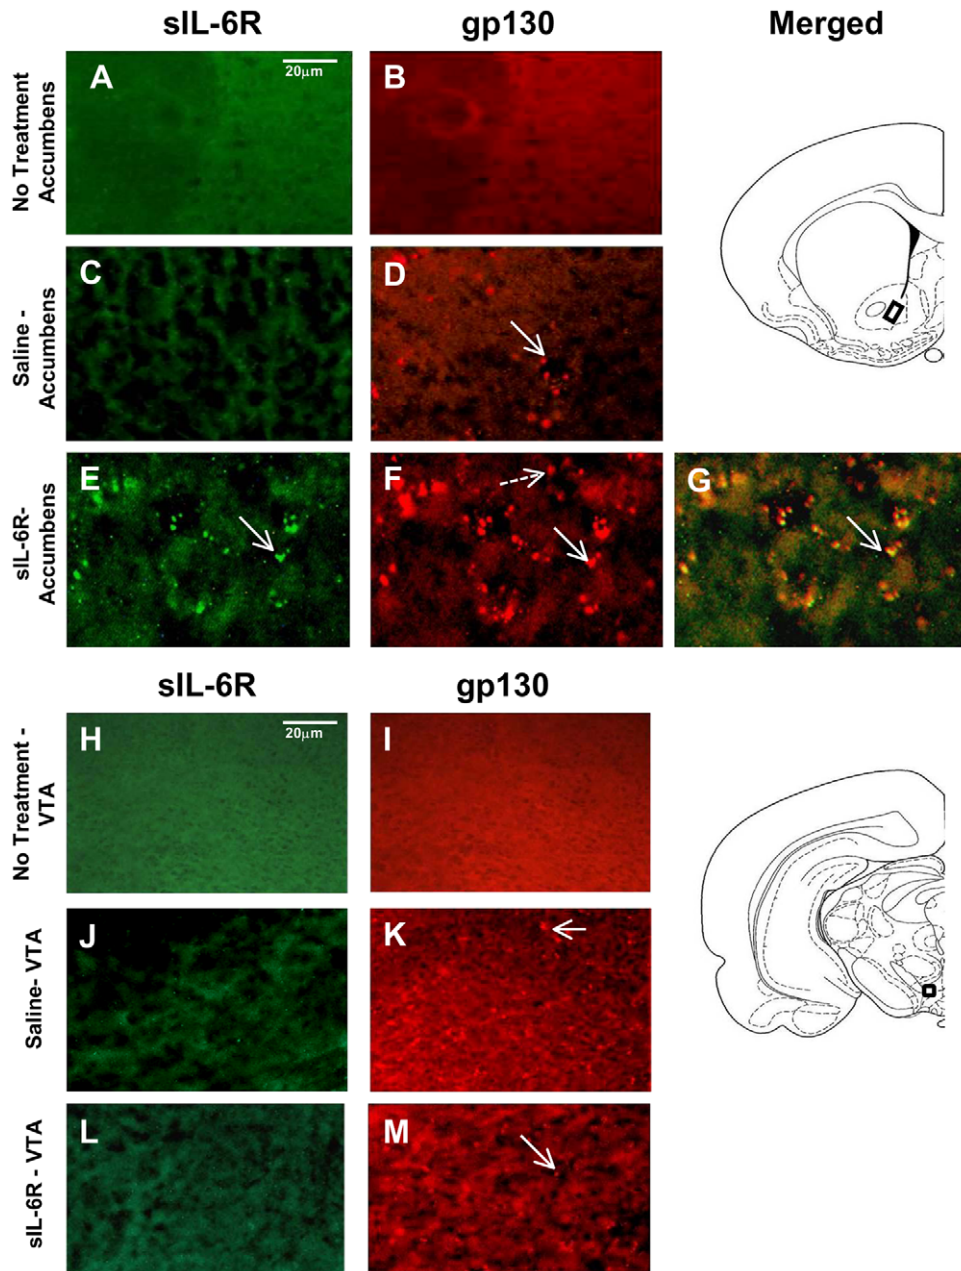 sIL-6R gp130 Merged
No Treatment
Accumbens
A
20µm
B
Saline -
Accumbens
C
D
sIL-6R-
Accumbens
E
F
G
sIL-6R gp130
No Treatment -
VTA
H
20µm
I
Saline- VTA
J
K
sIL-6R - VTA
L
M